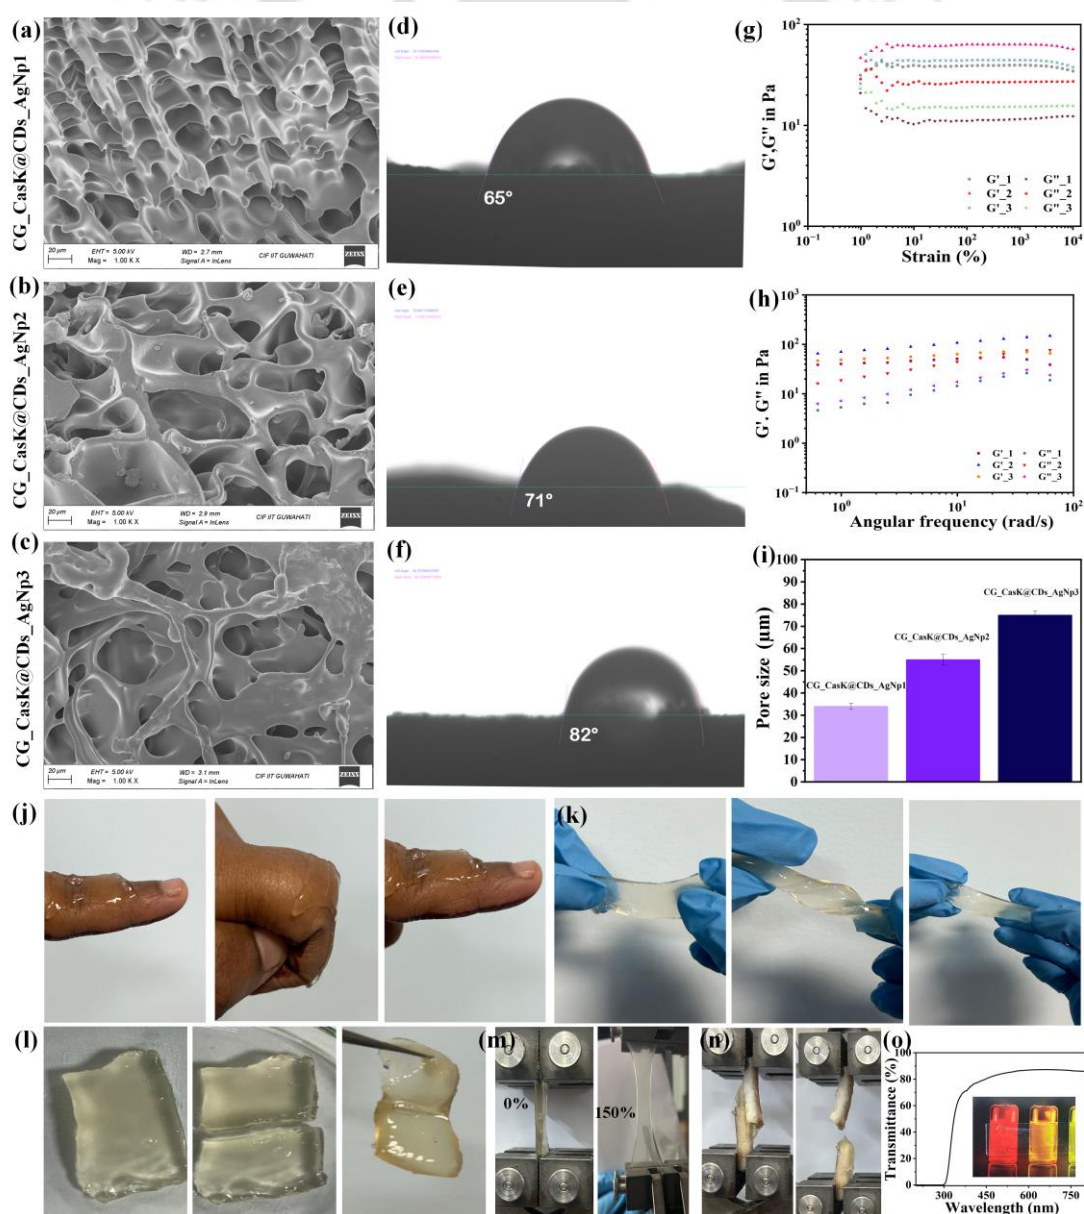 (a)
CG_CasK@CDs_AgNp1
20 µm
EHT = 5.00 kV
Mag = 1.00 K X
WD = 2.7 mm
Signal A = InLens
CIF IIT GUWAHATI
ZEISS
(d)
65°
(g)
G',G'' in Pa
10²
10¹
10⁰
G'_1 G''_1
G'_2 G''_2
G'_3 G''_3
10⁻¹ 10⁰ 10¹ 10² 10³ 10⁴
Strain (%)
(b)
CG_CasK@CDs_AgNp2
20 µm
EHT = 5.00 kV
Mag = 1.00 K X
WD = 2.9 mm
Signal A = InLens
CIF IIT GUWAHATI
ZEISS
(e)
71°
(h)
G'. G'' in Pa
10³
10²
10¹
10⁰
10⁻¹
G'_1 G''_1
G'_2 G''_2
G'_3 G''_3
10⁰ 10¹ 10²
Angular frequency (rad/s)
(c)
CG_CasK@CDs_AgNp3
20 µm
EHT = 5.00 kV
Mag = 1.00 K X
WD = 3.1 mm
Signal A = InLens
CIF IIT GUWAHATI
ZEISS
(f)
82°
(i)
Pore size (µm)
100
90
80
70
60
50
40
30
20
10
0
CG_CasK@CDs_AgNp3
CG_CasK@CDs_AgNp2
CG_CasK@CDs_AgNp1
(j)
(k)
(l)
(m)
0%
150%
(n)
(o)
Transmittance (%)
100
80
60
40
20
0
300 450 600 750
Wavelength (nm)